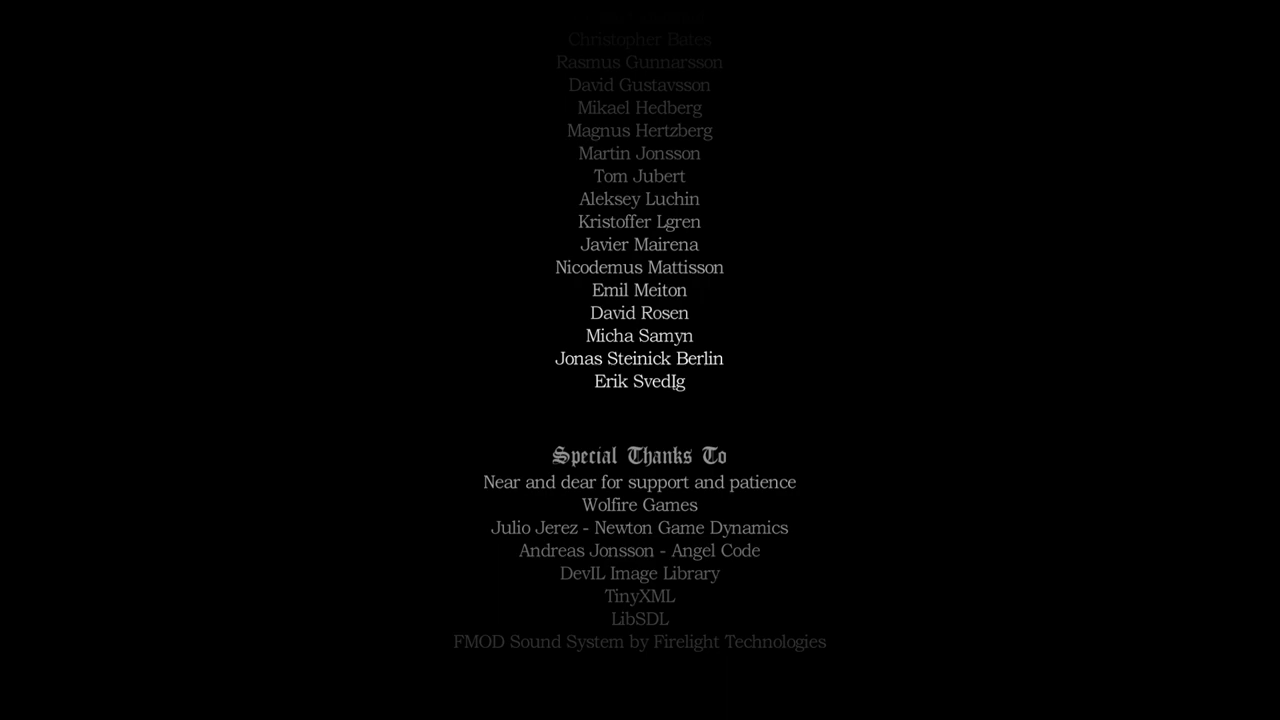 Christopher Bates
Rasmus Gunnarsson
David Gustavsson
Mikael Hedberg
Magnus Hertzberg
Martin Jonsson
Tom Jubert
Aleksey Luchin
Kristoffer Lgren
Javier Mairena
Nicodemus Mattisson
Emil Meiton
David Rosen
Micha Samyn
Jonas Steinick Berlin
Erik SvedIg
Special Thanks To
Near and dear for support and patience
Wolfire Games
Julio Jerez - Newton Game Dynamics
Andreas Jonsson - Angel Code
DevIL Image Library
TinyXML
LibSDL
FMOD Sound System by Firelight Technologies